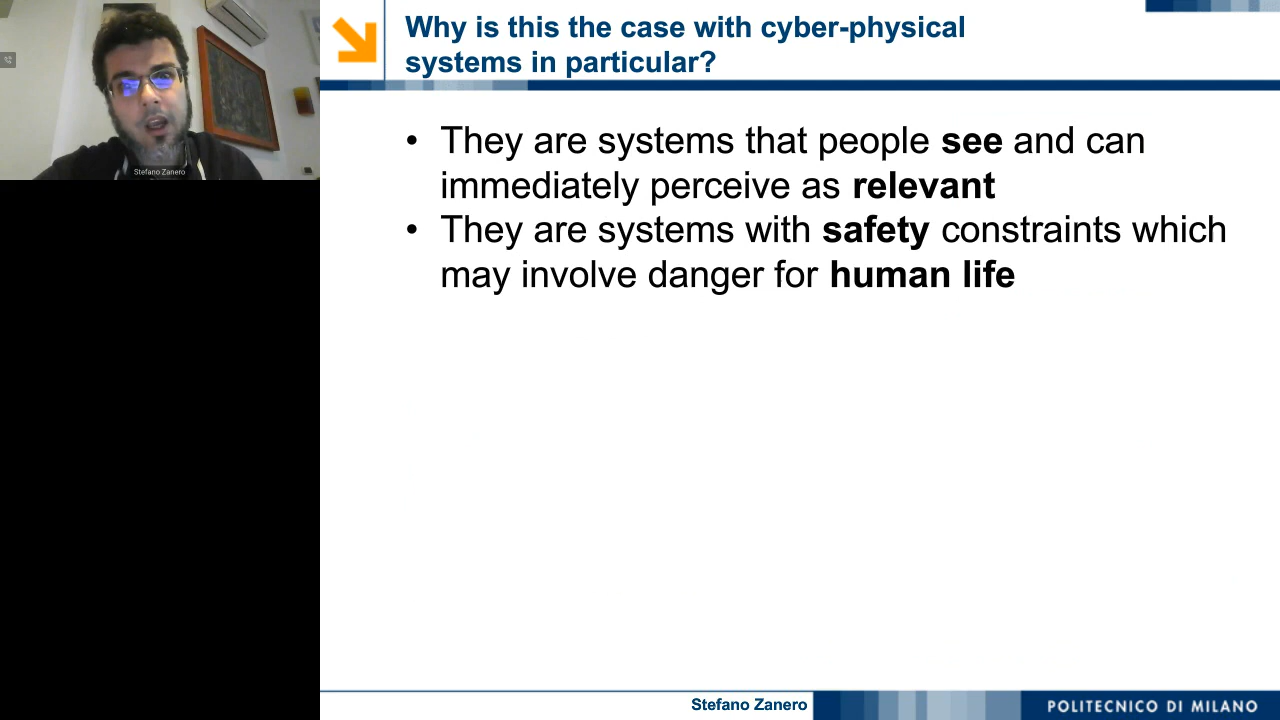 Stefano Zanero
Why is this the case with cyber-physical
systems in particular?
• They are systems that people see and can
immediately perceive as relevant
• They are systems with safety constraints which
may involve danger for human life
Stefano Zanero
POLITECNICO DI MILANO